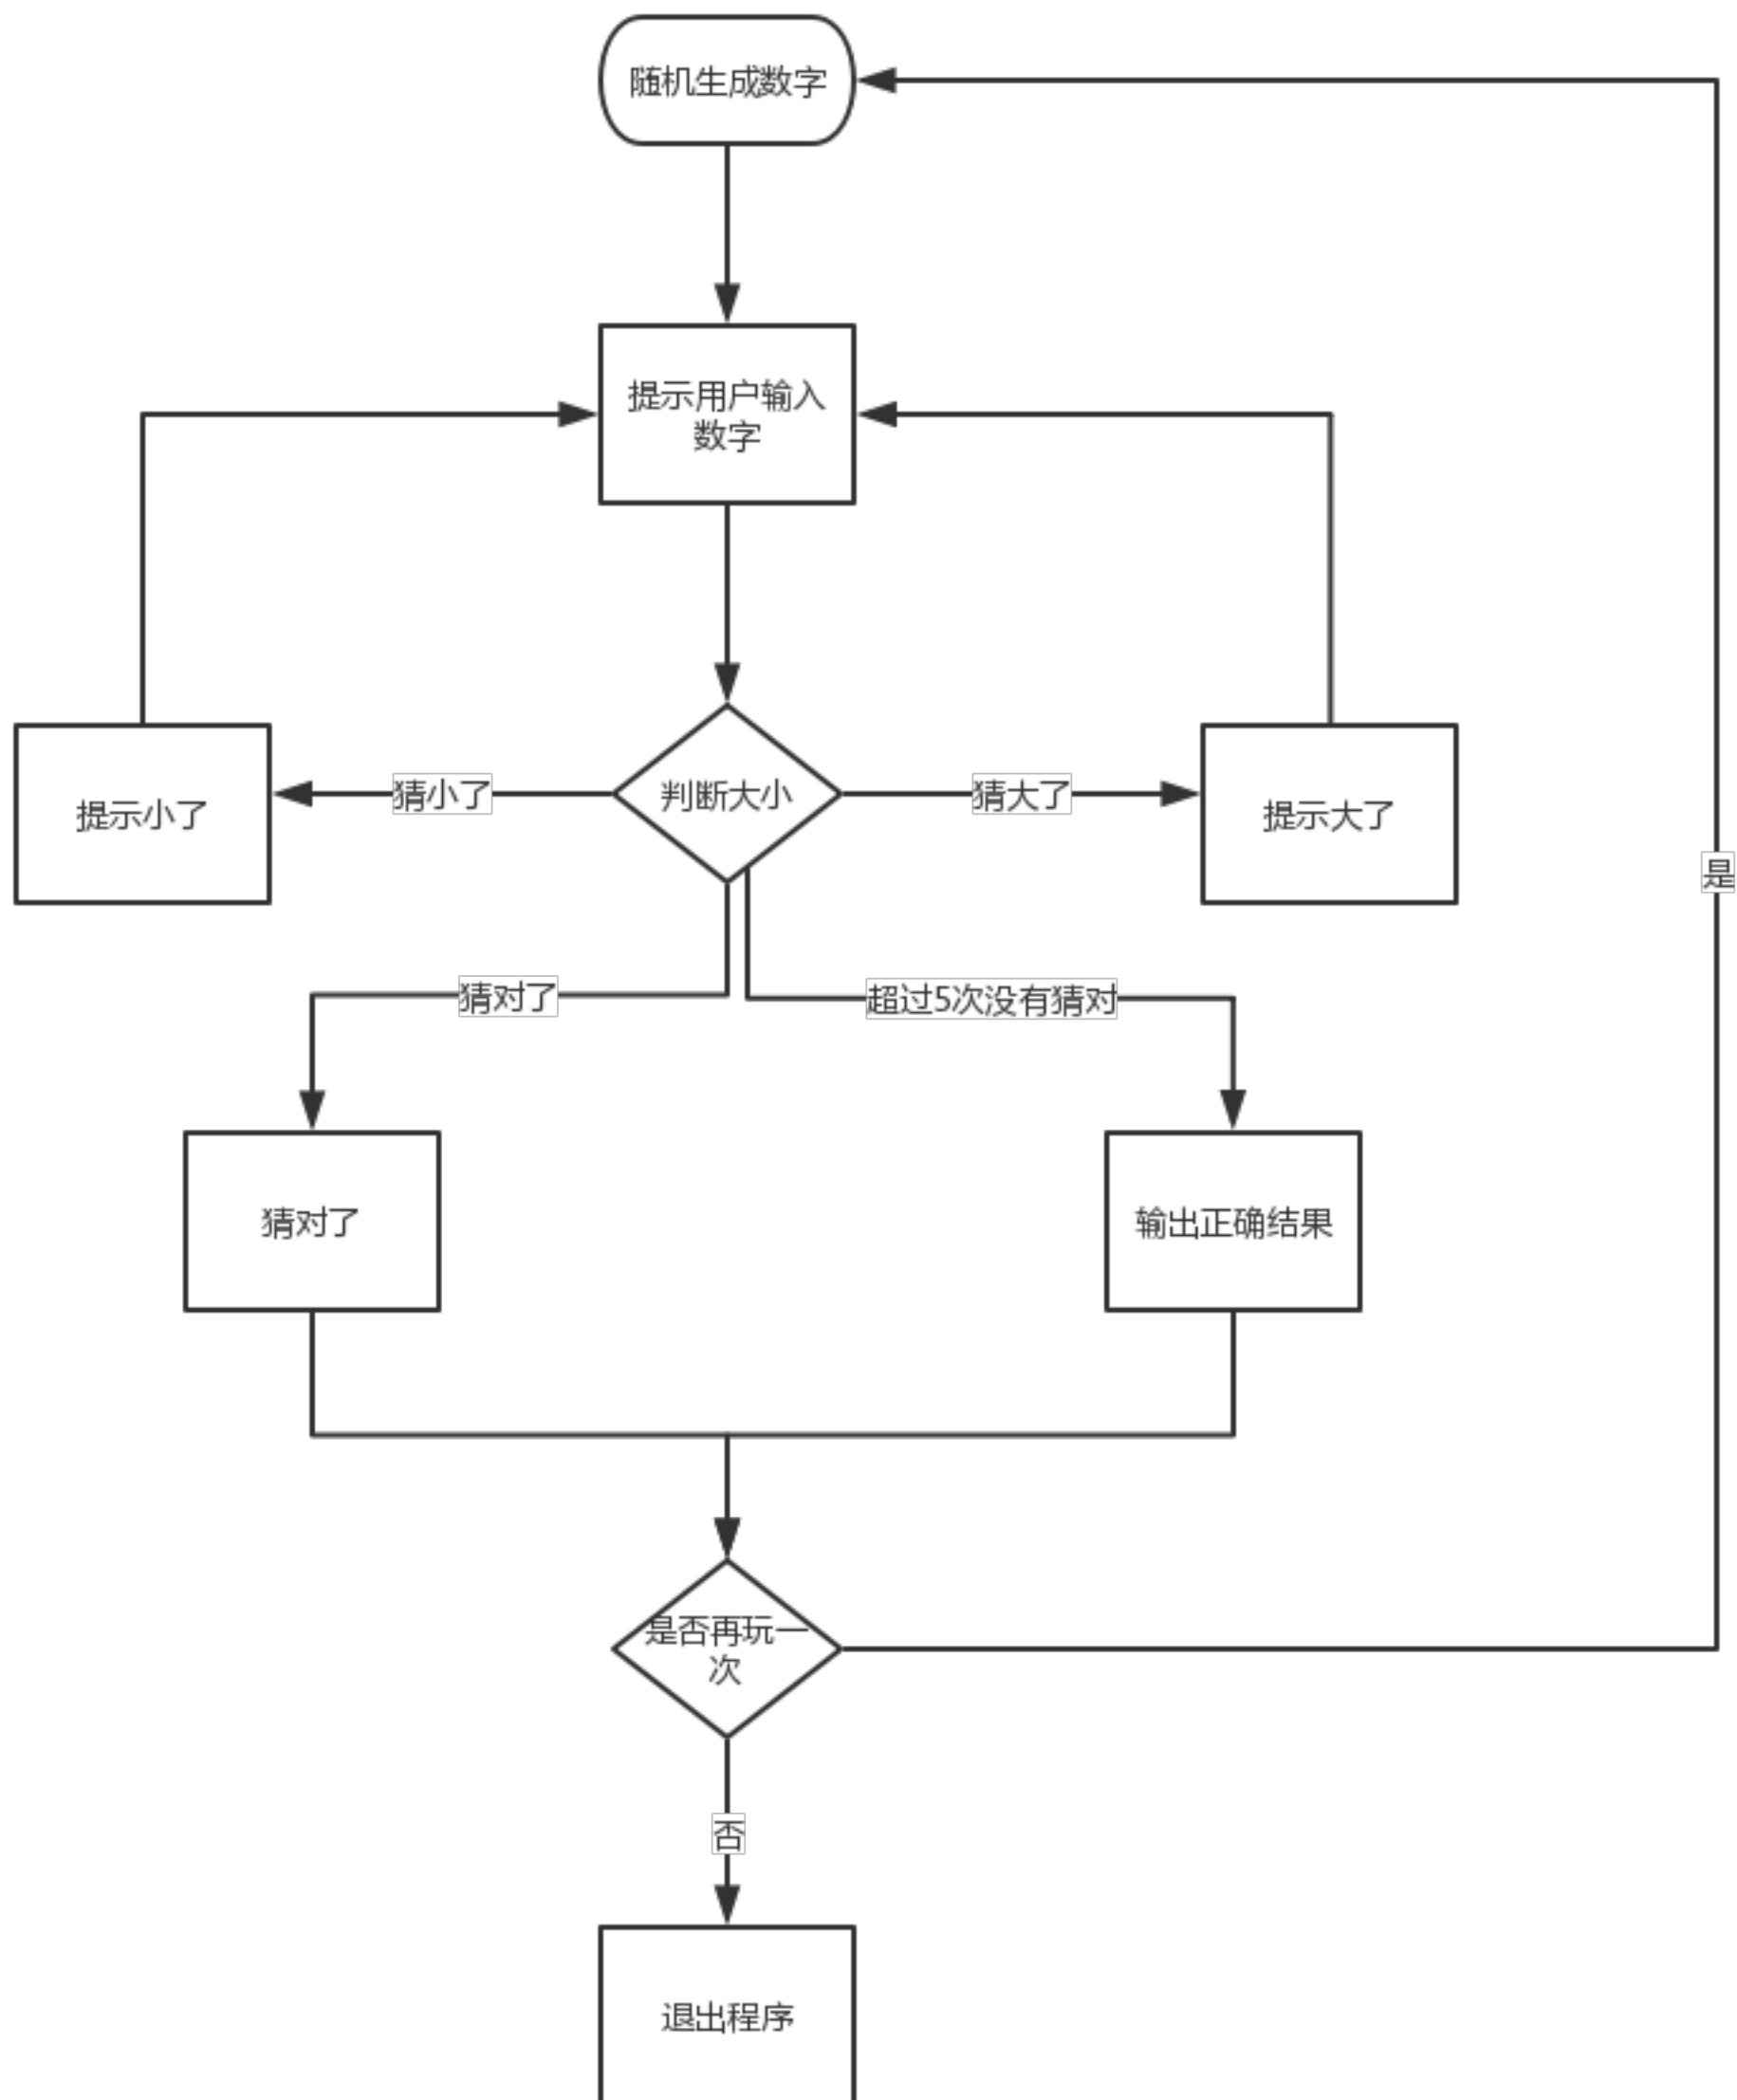 随机生成数字
提示用户输入
数字
提示小了
猜小了
判断大小
猜大了
提示大了
是
猜对了
超过5次没有猜对
猜对了
输出正确结果
是否再玩一
次
否
退出程序